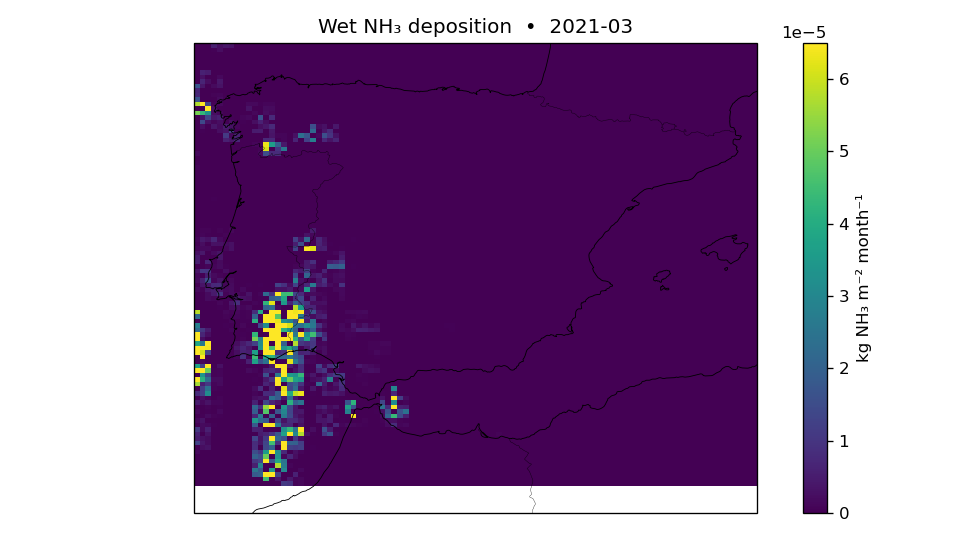 Wet NH₃ deposition • 2021-03
1e−5
6
5
4
3
2
1
0
kg NH₃ m⁻² month⁻¹